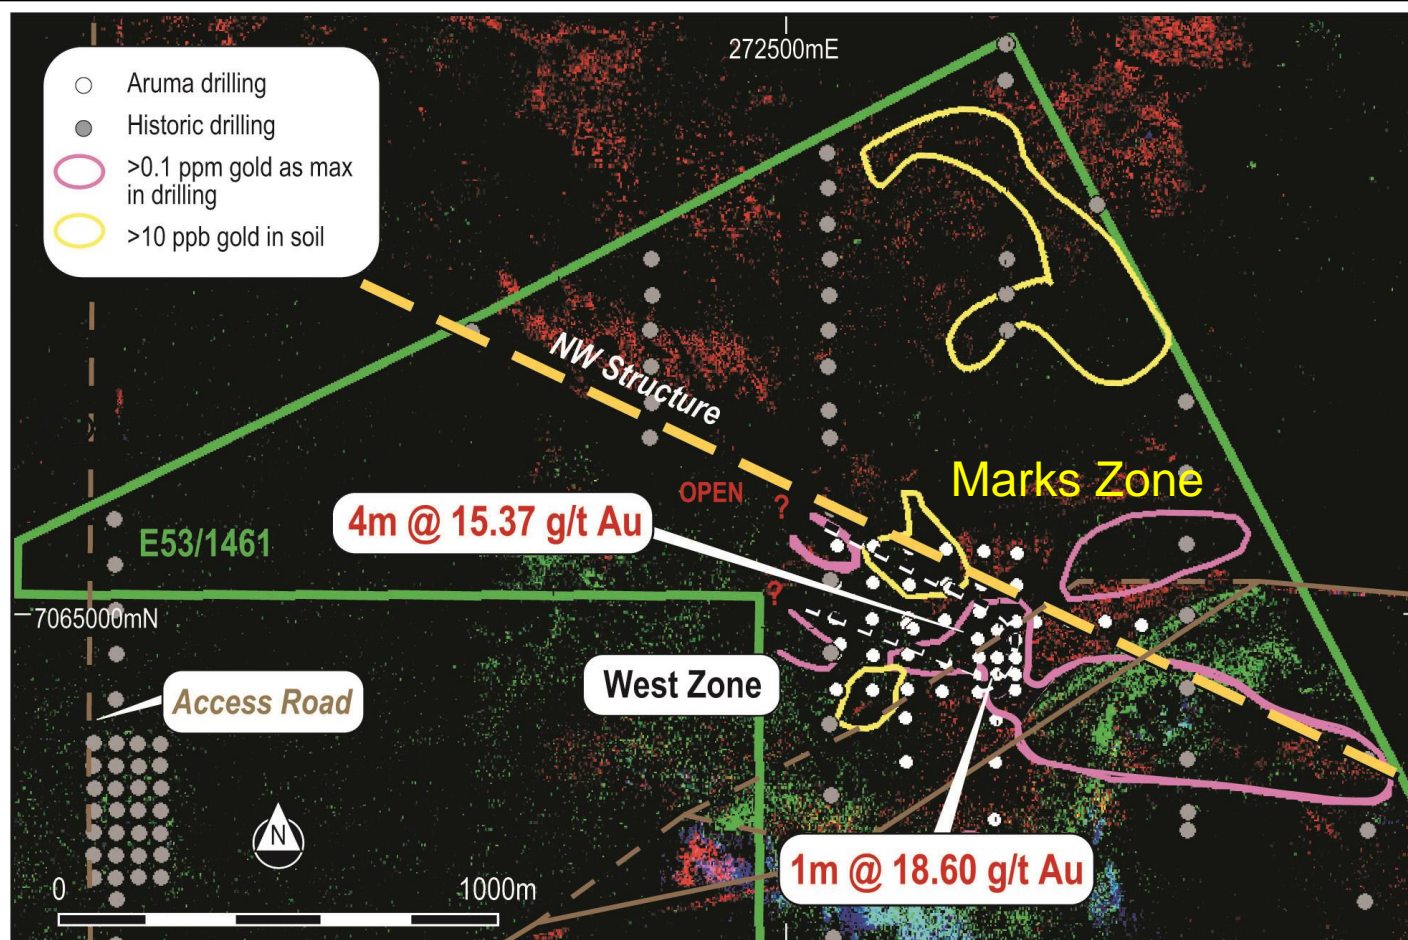 272500mE
Aruma drilling
Historic drilling
>0.1 ppm gold as max
in drilling
>10 ppb gold in soil
NW Structure
Marks Zone
OPEN
?
4m @ 15.37 g/t Au
E53/1461
?
7065000mN
West Zone
Access Road
N
1m @ 18.60 g/t Au
0
1000m